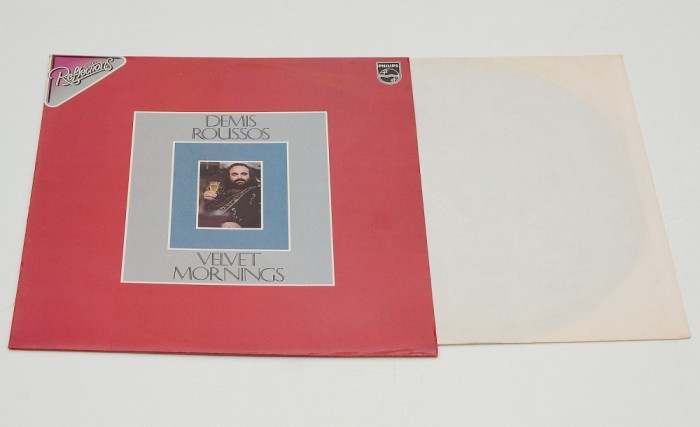 Reflections
PHILIPS
DEMIS
ROUSSOS
VELVET
MORNINGS